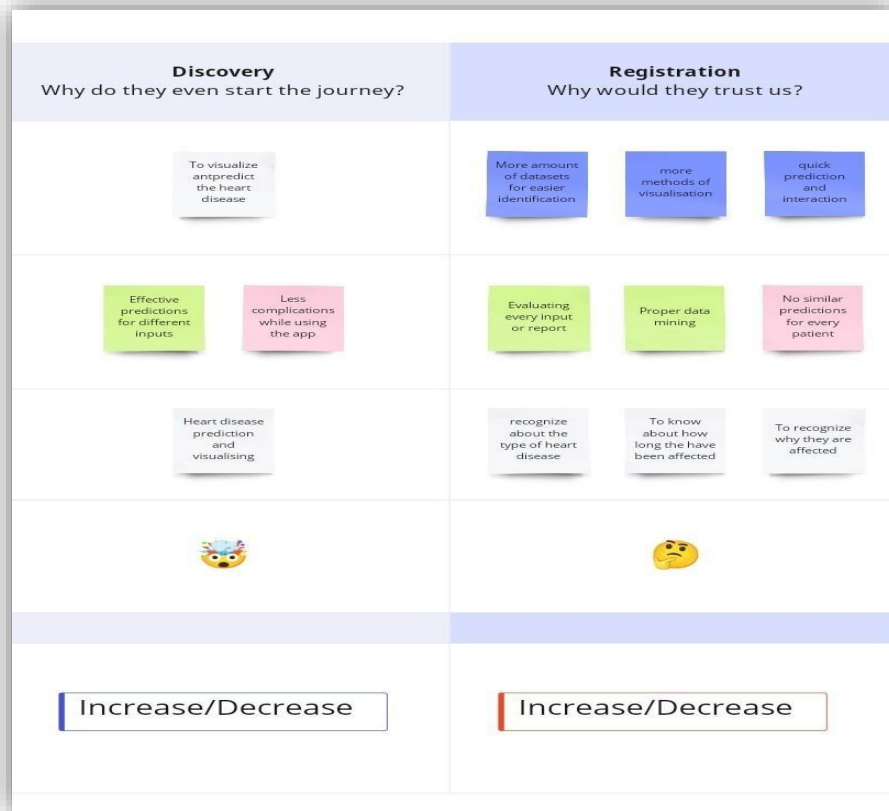 Discovery
Why do they even start the journey?
Registration
Why would they trust us?
To visualize
antpredict
the heart
disease
More amount
of datasets
for easier
identification
more
methods of
visualisation
quick
prediction
and
interaction
Effective
predictions
for different
inputs
Less
complications
while using
the app
Evaluating
every input
or report
Proper data
mining
No similar
predictions
for every
patient
Heart disease
prediction
and
visualising
recognize
about the
type of heart
disease
To know
about how
long the have
been affected
To recognize
why they are
affected
Increase/Decrease
Increase/Decrease